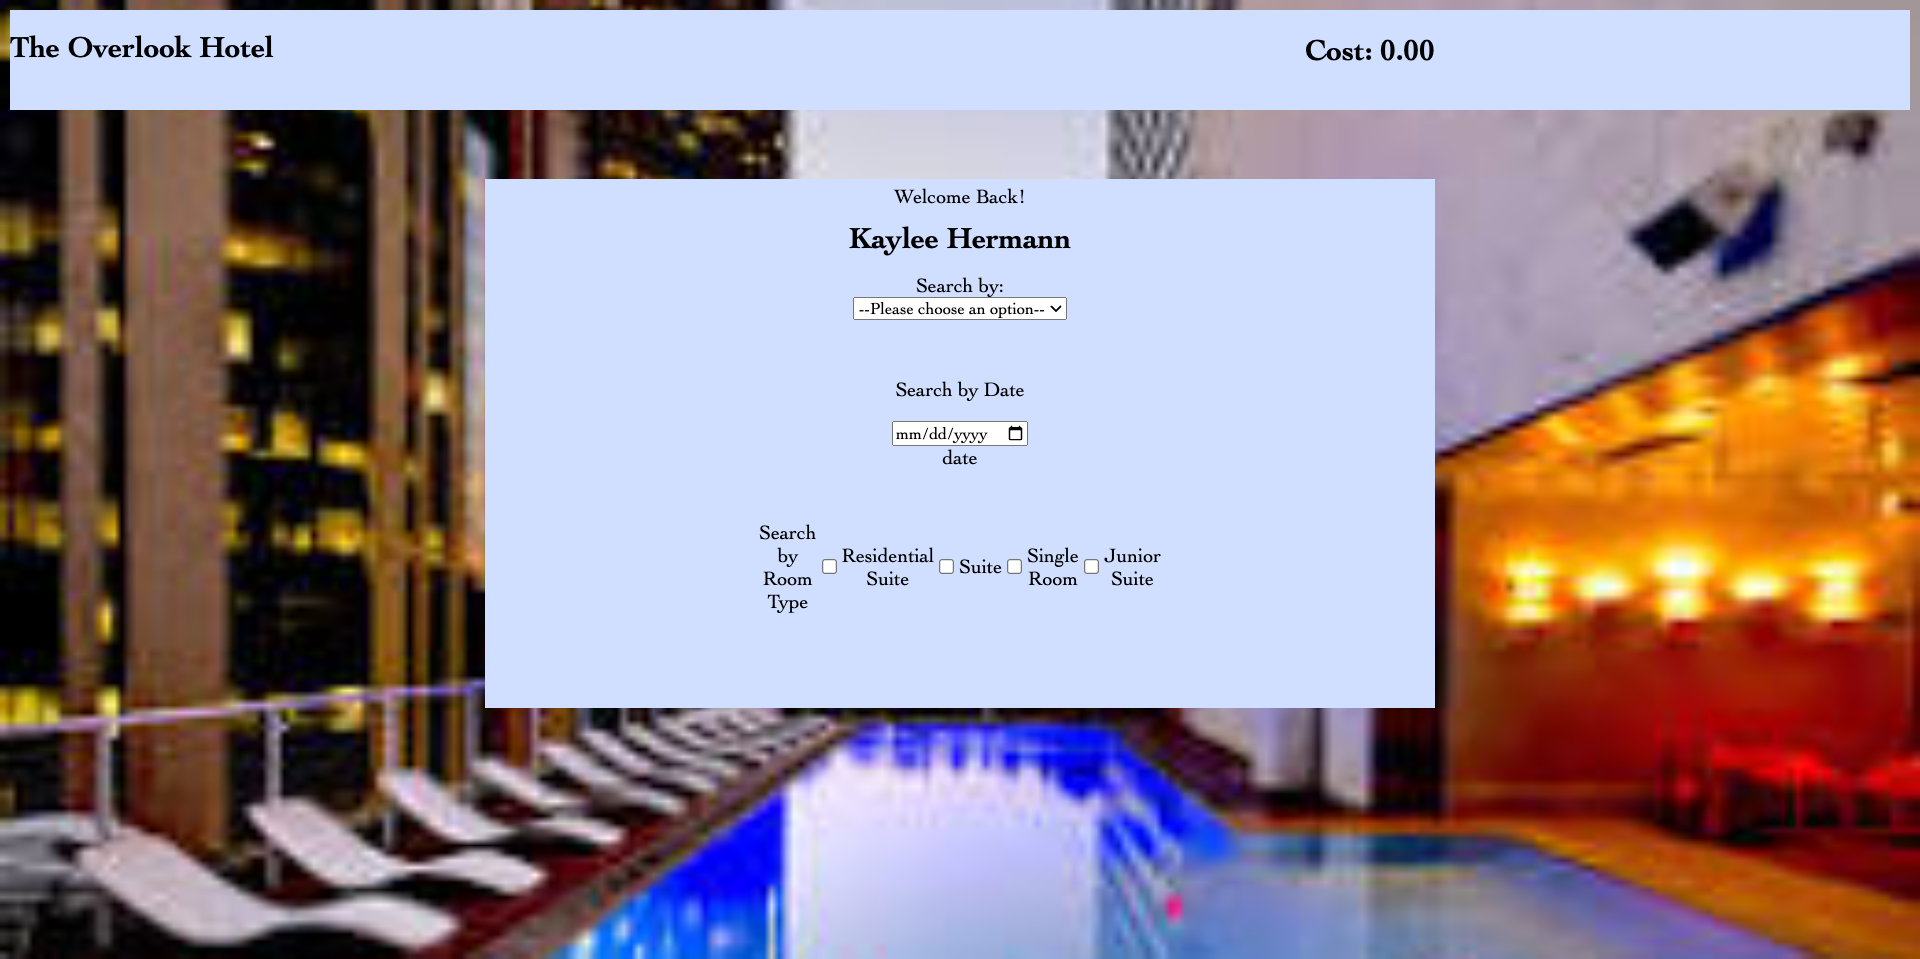 The Overlook Hotel
Cost: 0.00
Welcome Back!
Kaylee Hermann
Search by:
--Please choose an option--
Search by Date
mm/dd/yyyy
date
Search
by
Room
Type
Residential
Suite
Suite
Single
Room
Junior
Suite